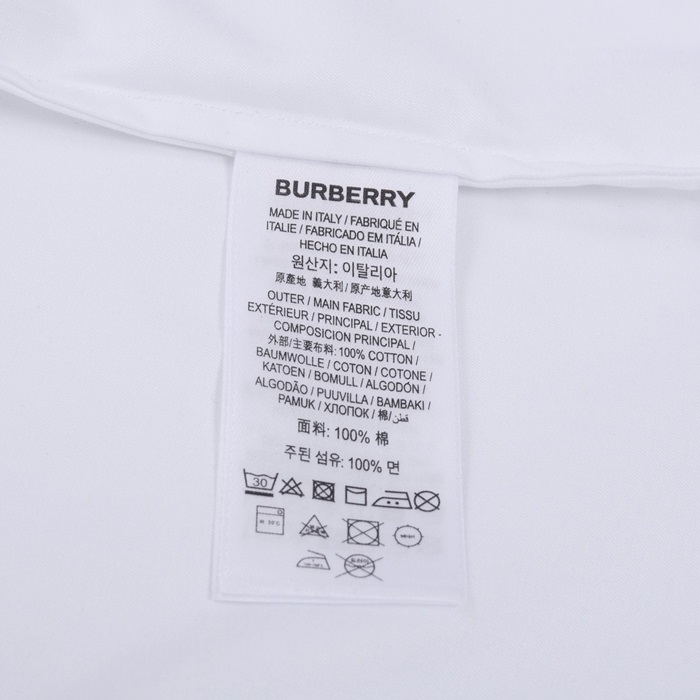 BURBERRY
MADE IN ITALY / FABRIQUÉ EN
ITALIE / FABRICADO EM ITÁLIA /
HECHO EN ITALIA
원산지: 이탈리아
原產地 義大利 / 原产地意大利
OUTER / MAIN FABRIC / TISSU
EXTÉRIEUR / PRINCIPAL / EXTERIOR -
COMPOSICION PRINCIPAL /
外部/主要布料: 100% COTTON /
BAUMWOLLE / COTON / COTONE /
KATOEN / BOMULL / ALGODÓN /
ALGODÃO / PUUVILLA / BAMBAKI /
PAMUK / ХЛОПОК / 棉/ قطن
面料: 100% 棉
주된 섬유: 100% 면
30